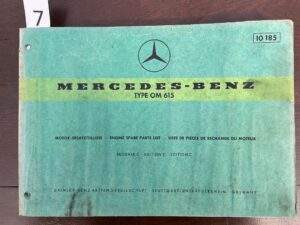 7
10 185
MERCEDES-BENZ
TYPE OM 615
MOTOR-ERSATZTEILLISTE - ENGINE SPARE PARTS LIST - LISTE DE PIECES DE RECHANGE DU MOTEUR
AUSGABE C - EDITION C - EDITION C
DAIMLER-BENZ AKTIENGESELLSCHAFT · STUTTGART-UNTERTÜRKHEIM · GERMANY